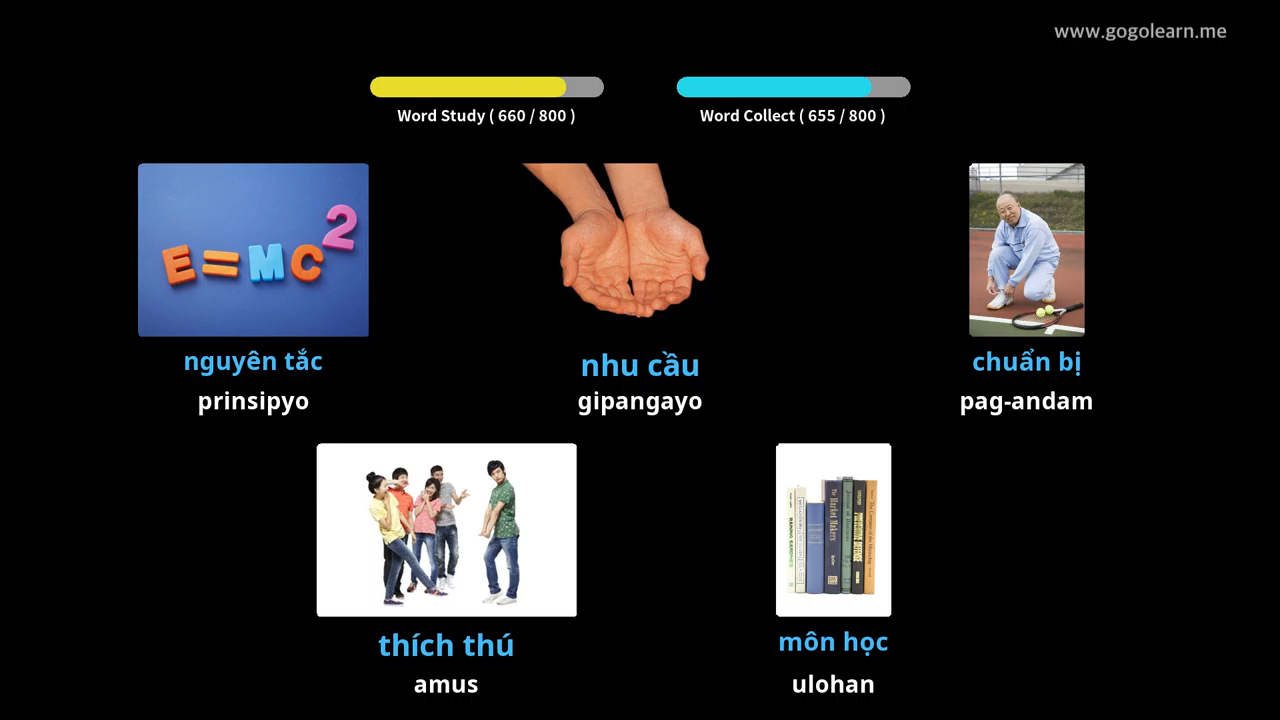 www.gogolearn.me
Word Study ( 660 / 800 )
Word Collect ( 655 / 800 )
E=MC2
nguyên tắc
prinsipyo
nhu cầu
gipangayo
chuẩn bị
pag-andam
thích thú
amus
môn học
ulohan